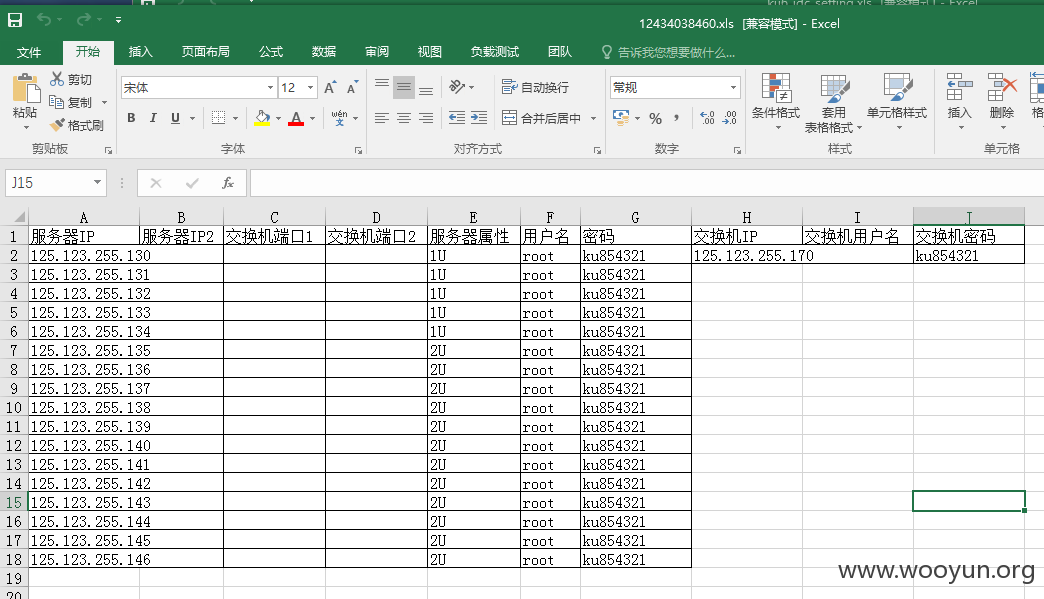 12434038460.xls [兼容模式] - Excel
文件 开始 插入 页面布局 公式 数据 审阅 视图 负载测试 团队 告诉我您想要做什么...
剪切
复制
格式刷
粘贴
剪贴板
宋体 12
B I U
wén
文
字体
自动换行
合并后居中
对齐方式
常规
% ,
数字
条件格式
套用
表格格式
单元格样式
样式
插入
删除
格
单元格
J15
fx
A B C D E F G H I J
1 服务器IP 服务器IP2 交换机端口1 交换机端口2 服务器属性 用户名 密码 交换机IP 交换机用户名 交换机密码
2 125.123.255.130 1U root ku854321 125.123.255.170 ku854321
3 125.123.255.131 1U root ku854321
4 125.123.255.132 1U root ku854321
5 125.123.255.133 1U root ku854321
6 125.123.255.134 1U root ku854321
7 125.123.255.135 2U root ku854321
8 125.123.255.136 2U root ku854321
9 125.123.255.137 2U root ku854321
10 125.123.255.138 2U root ku854321
11 125.123.255.139 2U root ku854321
12 125.123.255.140 2U root ku854321
13 125.123.255.141 2U root ku854321
14 125.123.255.142 2U root ku854321
15 125.123.255.143 2U root ku854321
16 125.123.255.144 2U root ku854321
17 125.123.255.145 2U root ku854321
18 125.123.255.146 2U root ku854321
19
20
www.wooyun.org